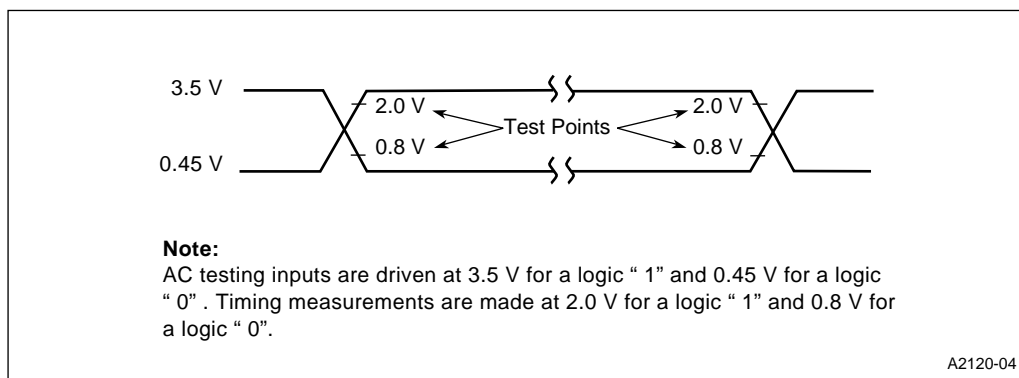 3.5 V
2.0 V
2.0 V
Test Points
0.8 V
0.8 V
0.45 V
Note:
AC testing inputs are driven at 3.5 V for a logic “ 1” and 0.45 V for a logic
“ 0” . Timing measurements are made at 2.0 V for a logic “ 1” and 0.8 V for
a logic “ 0”.
A2120-04